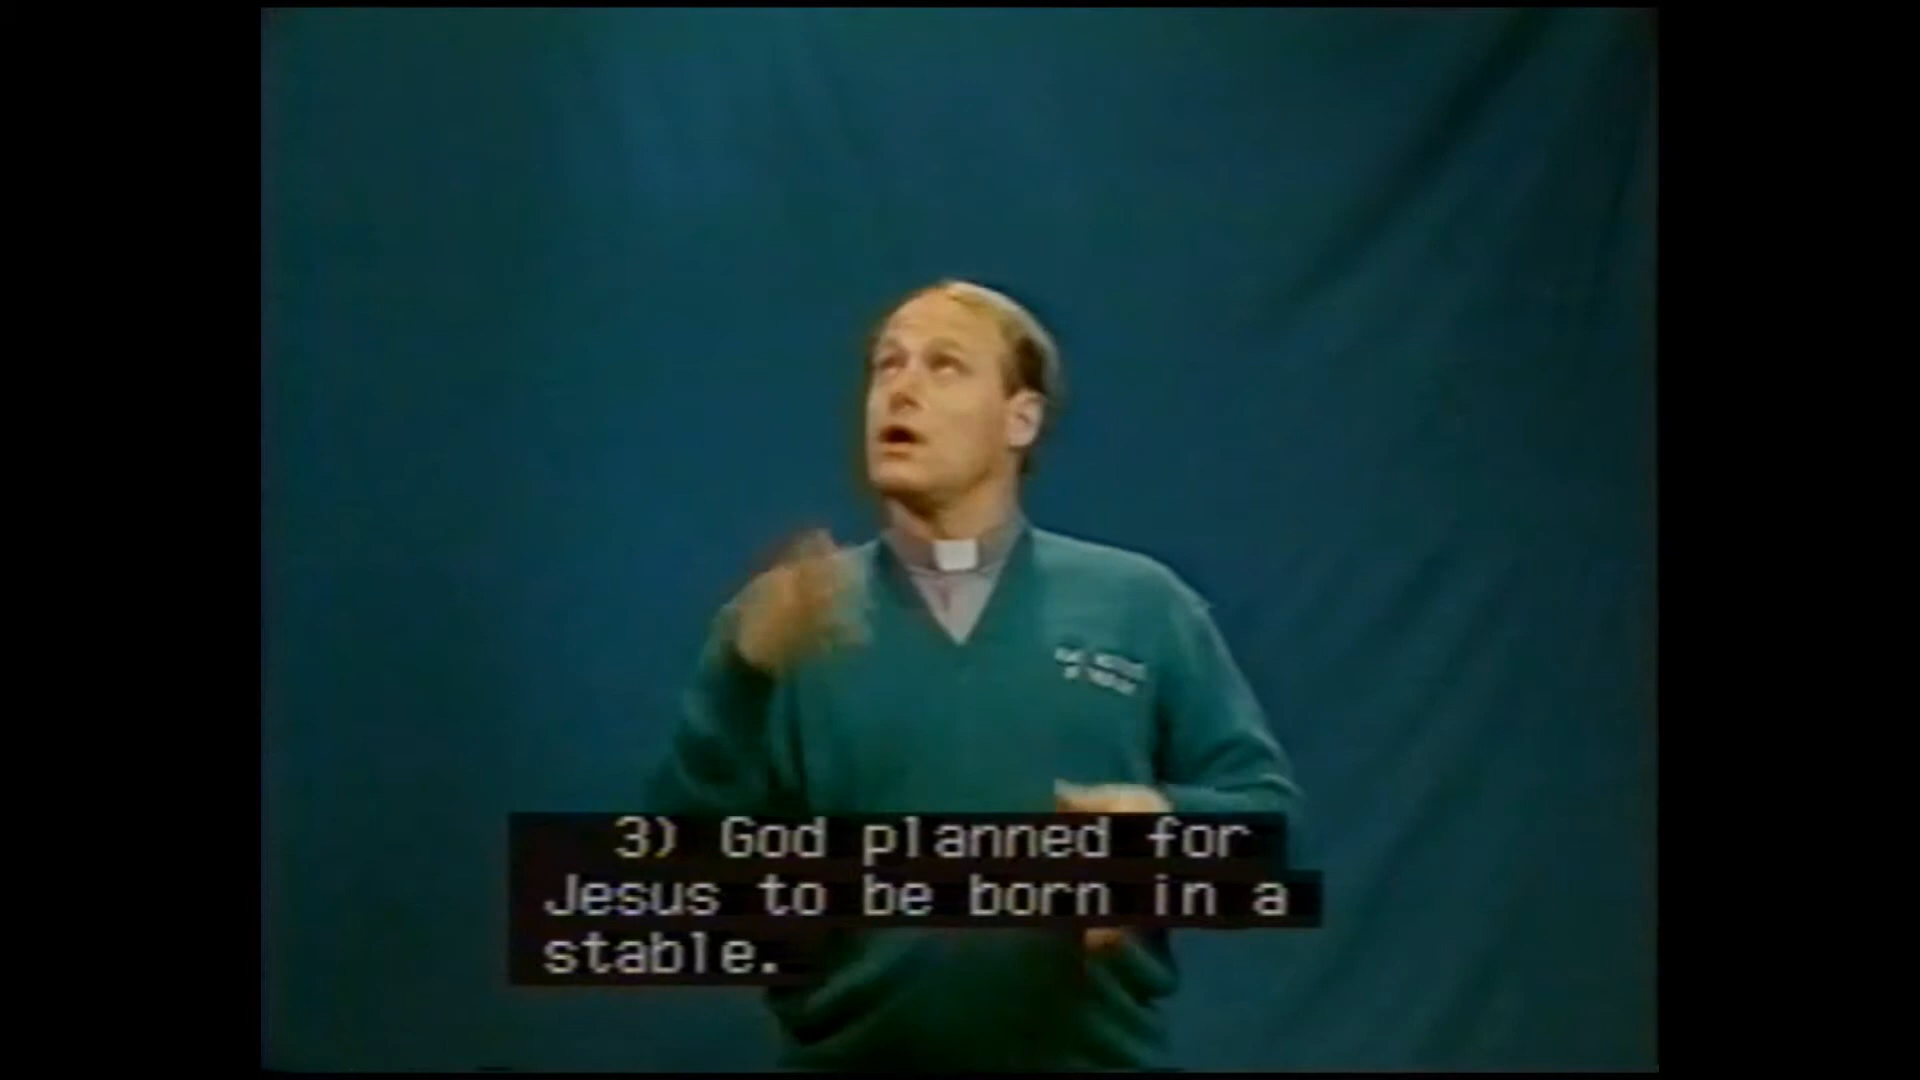 3) God planned for
Jesus to be born in a
stable.